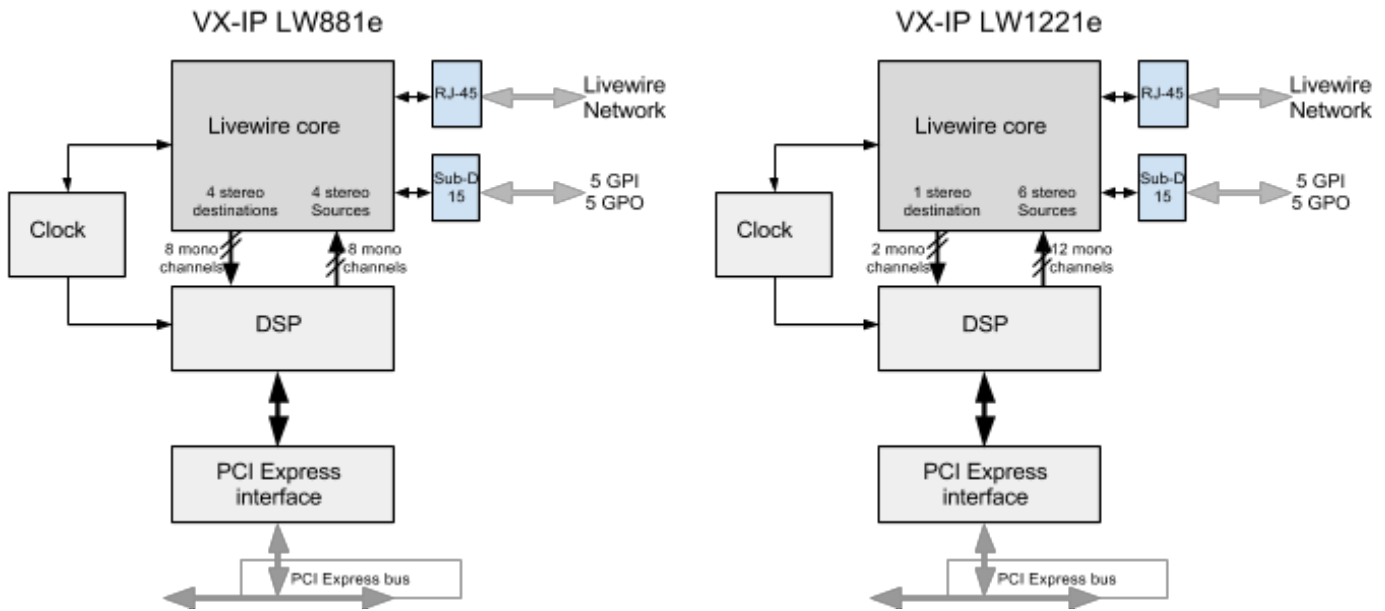 VX-IP LW881e
Livewire core
4 stereo
destinations
4 stereo
Sources
RJ-45
Livewire
Network
Sub-D
15
5 GPI
5 GPO
Clock
8 mono
channels
8 mono
channels
DSP
PCI Express
interface
PCI Express bus
VX-IP LW1221e
Livewire core
1 stereo
destination
6 stereo
Sources
RJ-45
Livewire
Network
Sub-D
15
5 GPI
5 GPO
Clock
2 mono
channels
12 mono
channels
DSP
PCI Express
interface
PCI Express bus